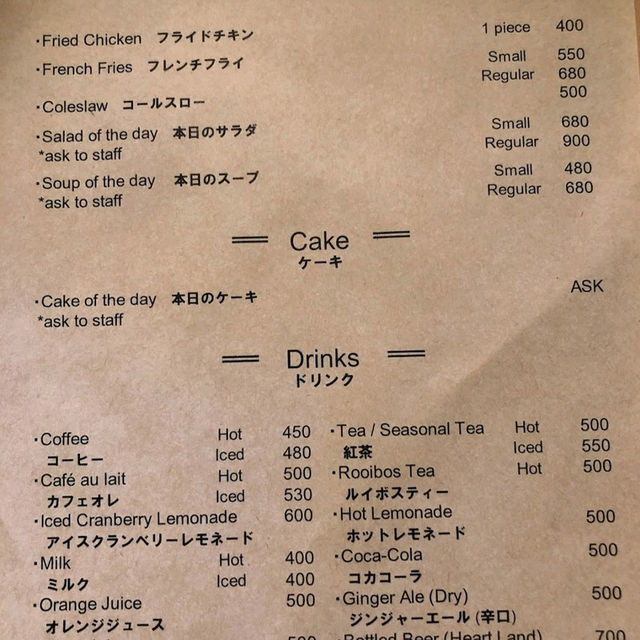 ・Fried Chicken フライドチキン 1 piece 400
・French Fries フレンチフライ Small 550
Regular 680
・Coleslaw コールスロー 500
・Salad of the day 本日のサラダ Small 680
*ask to staff Regular 900
・Soup of the day 本日のスープ Small 480
*ask to staff Regular 680
Cake
ケーキ
・Cake of the day 本日のケーキ ASK
*ask to staff
Drinks
ドリンク
・Coffee Hot 450
コーヒー Iced 480
・Café au lait Hot 500
カフェオレ Iced 530
・Iced Cranberry Lemonade 600
アイスクランベリーレモネード
・Milk Hot 400
ミルク Iced 400
・Orange Juice 500
オレンジジュース
・Tea / Seasonal Tea Hot 500
紅茶 Iced 550
・Rooibos Tea Hot 500
ルイボスティー
・Hot Lemonade 500
ホットレモネード
・Coca-Cola 500
コカコーラ
・Ginger Ale (Dry) 500
ジンジャーエール (辛口)
・Bottled Beer (Heart Land) 700